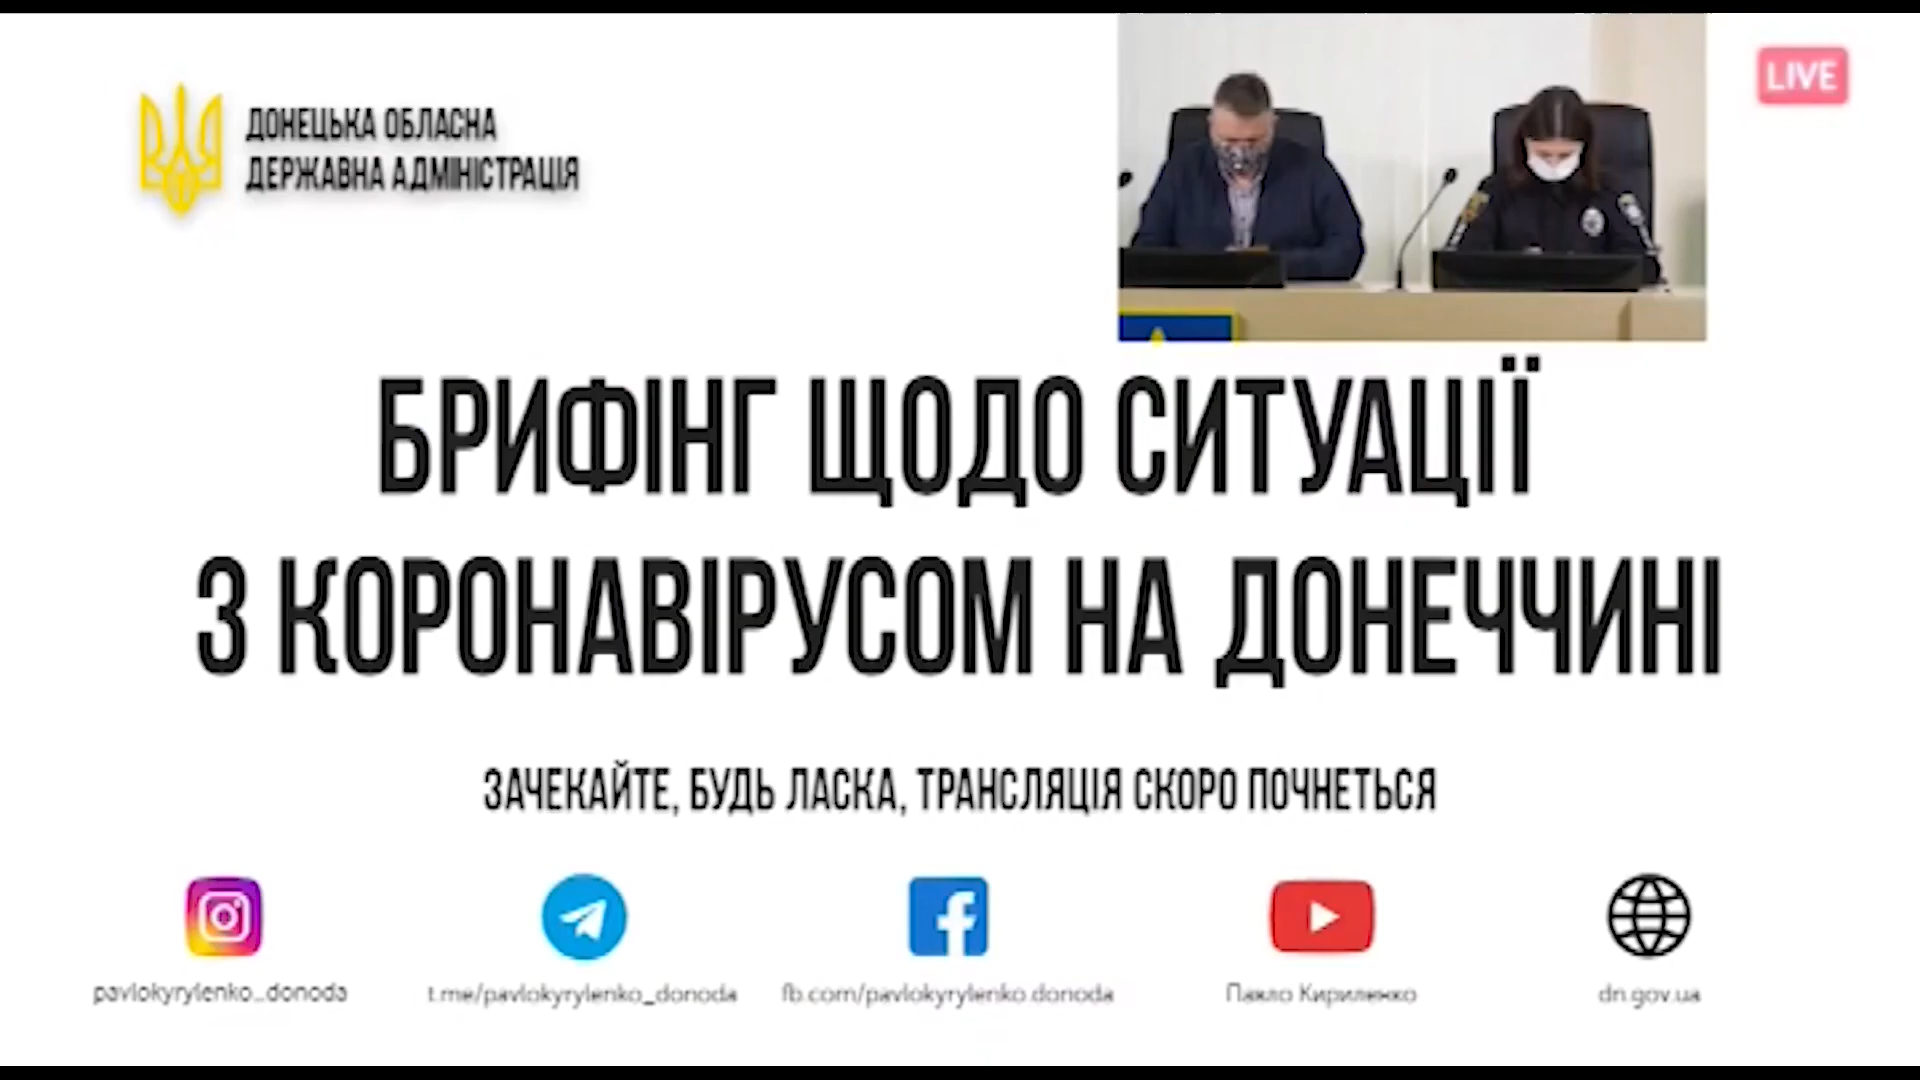 ДОНЕЦЬКА ОБЛАСНА
ДЕРЖАВНА АДМІНІСТРАЦІЯ
LIVE
БРИФІНГ ЩОДО СИТУАЦІЇ
З КОРОНАВІРУСОМ НА ДОНЕЧЧИНІ
ЗАЧЕКАЙТЕ, БУДЬ ЛАСКА, ТРАНСЛЯЦІЯ СКОРО ПОЧНЕТЬСЯ
pavlokyrylenko_donoda
t.me/pavlokyrylenko_donoda
fb.com/pavlokyrylenko.donoda
Павло Кириленко
dn.gov.ua